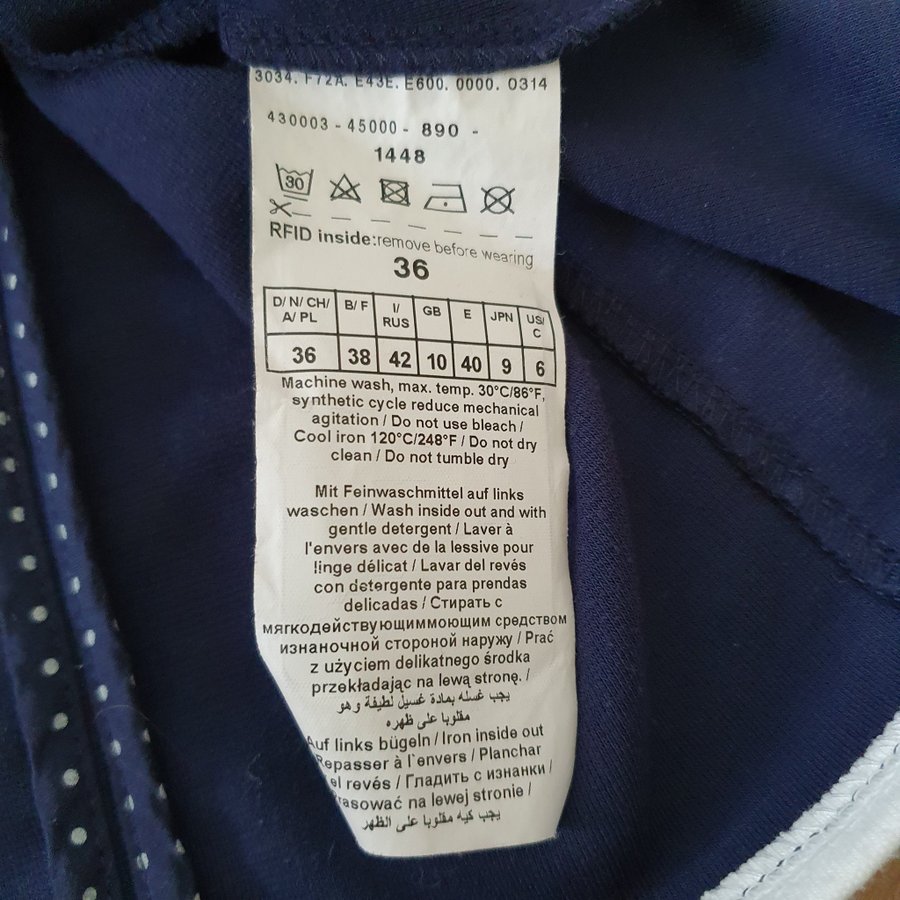 3034. F72A. E43E. E600. 0000. 0314
430003 - 45000 - 890 -
1448
30
RFID inside:remove before wearing
36
D/ N/ CH/ A/ PL B/ F I/ RUS GB E JPN US/ C
36 38 42 10 40 9 6
Machine wash, max. temp. 30°C/86°F,
synthetic cycle reduce mechanical
agitation / Do not use bleach /
Cool iron 120°C/248°F / Do not dry
clean / Do not tumble dry
Mit Feinwaschmittel auf links
waschen / Wash inside out and with
gentle detergent / Laver à
l'envers avec de la lessive pour
linge délicat / Lavar del revés
con detergente para prendas
delicadas / Стирать с
мягкодействующиммоющим средством
изнаночной стороной наружу / Prać
z użyciem delikatnego środka
przekładając na lewą stronę. /
يجب غسله بمادة غسيل لطيفة وهو
مقلوبا على ظهره
Auf links bügeln / Iron inside out
Repasser à l`envers / Planchar
el revés / Гладить с изнанки /
rasować na lewej stronie /
يجب كيه مقلوبا على الظهر